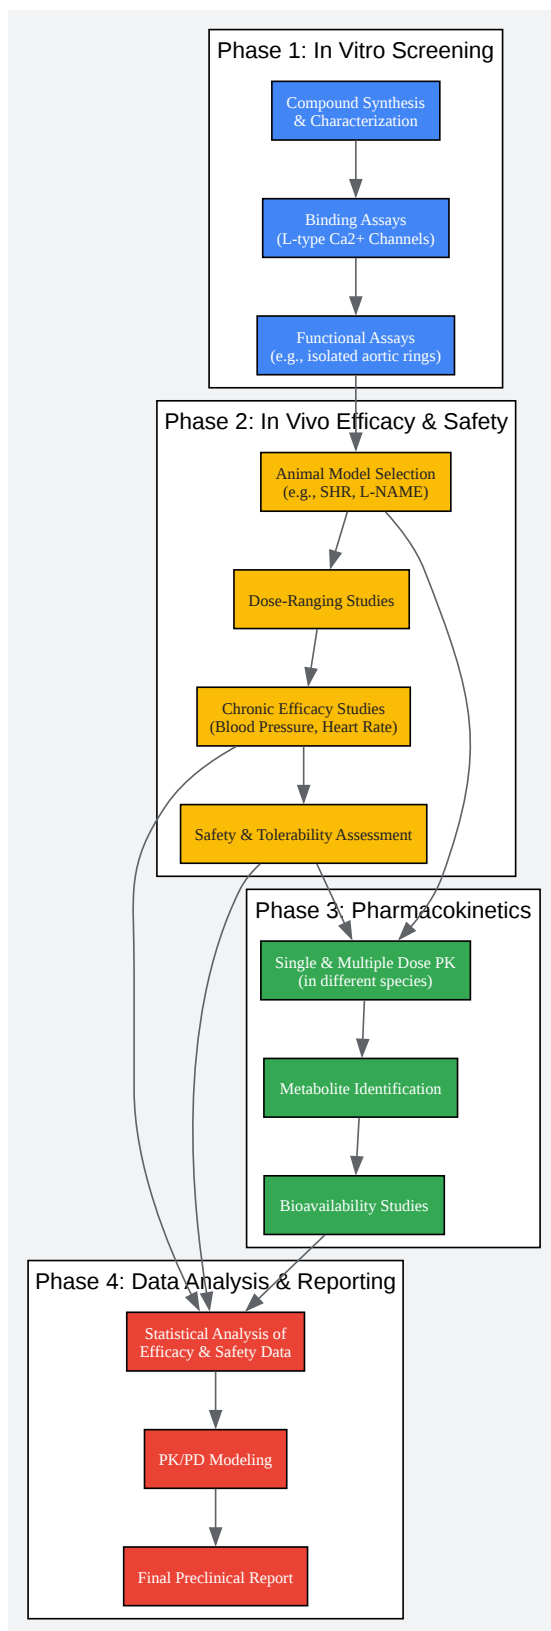 Phase 1: In Vitro Screening
Compound Synthesis
& Characterization
Binding Assays
(L-type Ca2+ Channels)
Functional Assays
(e.g., isolated aortic rings)
Phase 2: In Vivo Efficacy & Safety
Animal Model Selection
(e.g., SHR, L-NAME)
Dose-Ranging Studies
Chronic Efficacy Studies
(Blood Pressure, Heart Rate)
Safety & Tolerability Assessment
Phase 3: Pharmacokinetics
Single & Multiple Dose PK
(in different species)
Metabolite Identification
Bioavailability Studies
Phase 4: Data Analysis & Reporting
Statistical Analysis of
Efficacy & Safety Data
PK/PD Modeling
Final Preclinical Report